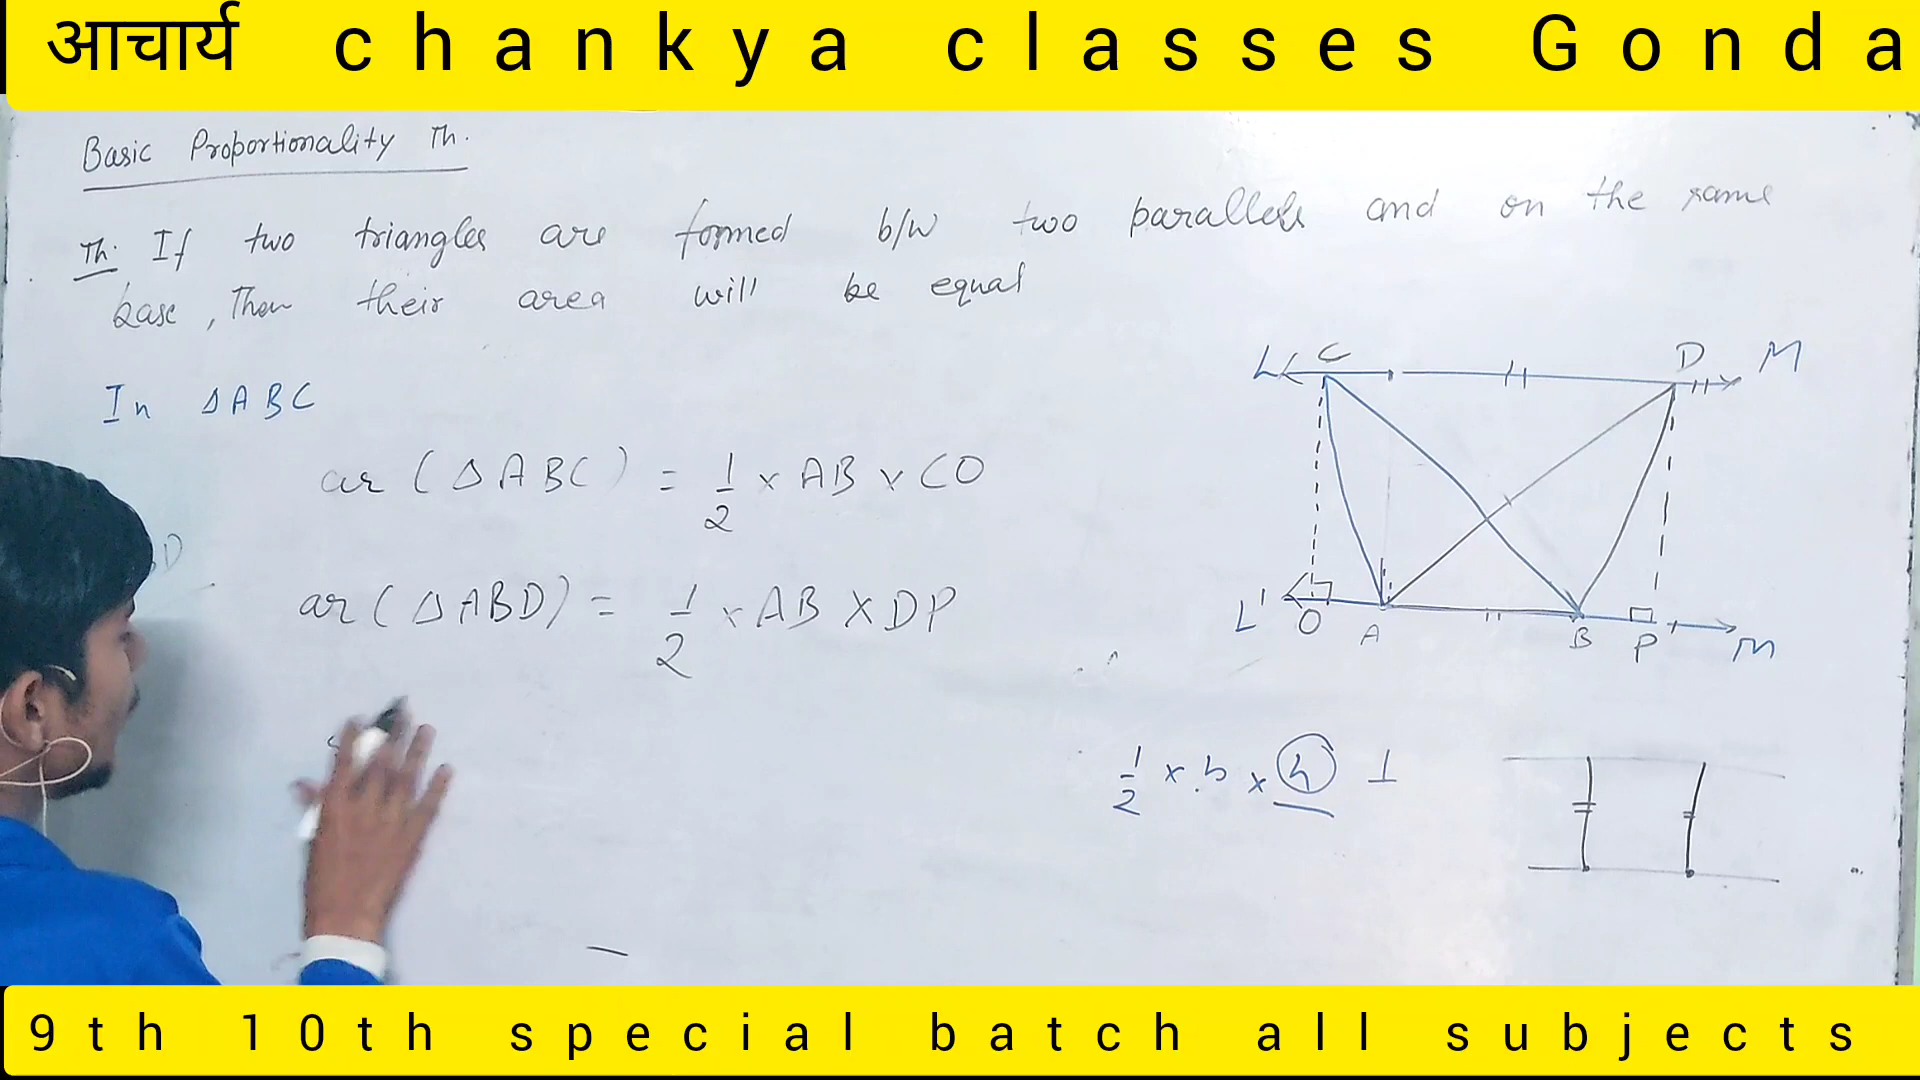 आचार्य chankya classes Gonda
Basic Proportionality Th.
Th: If two triangles are formed b/w two parallels and on the same
base, Then their area will be equal
In ΔABC
ar (ΔABC) = 1/2 × AB × CO
ar (ΔABD) = 1/2 × AB × DP
L C D M
L' O A B P m
1/2 × b × h ⊥
9th 10th special batch all subjects